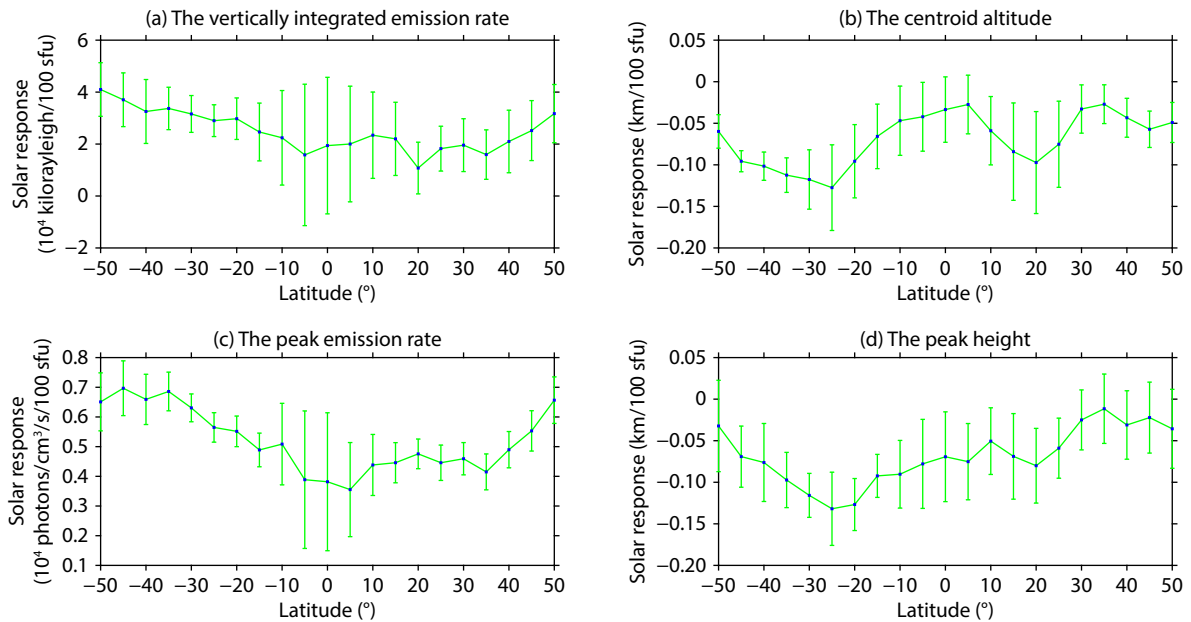 (a) The vertically integrated emission rate
Solar response
(10⁴ kilorayleigh/100 sfu)
6
4
2
0
−2
−50 −40 −30 −20 −10 0 10 20 30 40 50
Latitude (°)
(b) The centroid altitude
Solar response (km/100 sfu)
0.05
0
−0.05
−0.10
−0.15
−0.20
−50 −40 −30 −20 −10 0 10 20 30 40 50
Latitude (°)
(c) The peak emission rate
Solar response
(10⁴ photons/cm³/s/100 sfu)
0.8
0.7
0.6
0.5
0.4
0.3
0.2
0.1
−50 −40 −30 −20 −10 0 10 20 30 40 50
Latitude (°)
(d) The peak height
Solar response (km/100 sfu)
0.05
0
−0.05
−0.10
−0.15
−0.20
−50 −40 −30 −20 −10 0 10 20 30 40 50
Latitude (°)